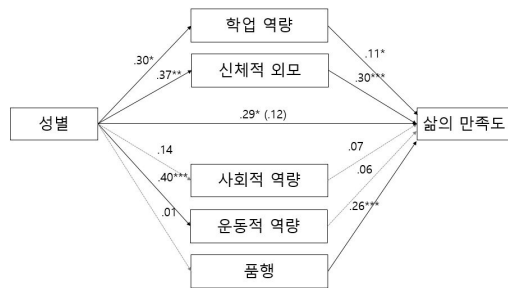 학업 역량
.30*
.11*
.37**
신체적 외모
.30***
성별
.29* (.12)
삶의 만족도
.14
.07
사회적 역량
.40***
.06
.01
운동적 역량
.26***
품행